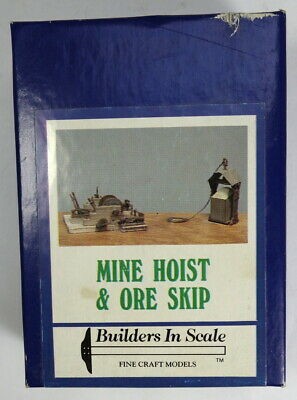 MINE HOIST
& ORE SKIP
Builders In Scale
TM
FINE CRAFT MODELS